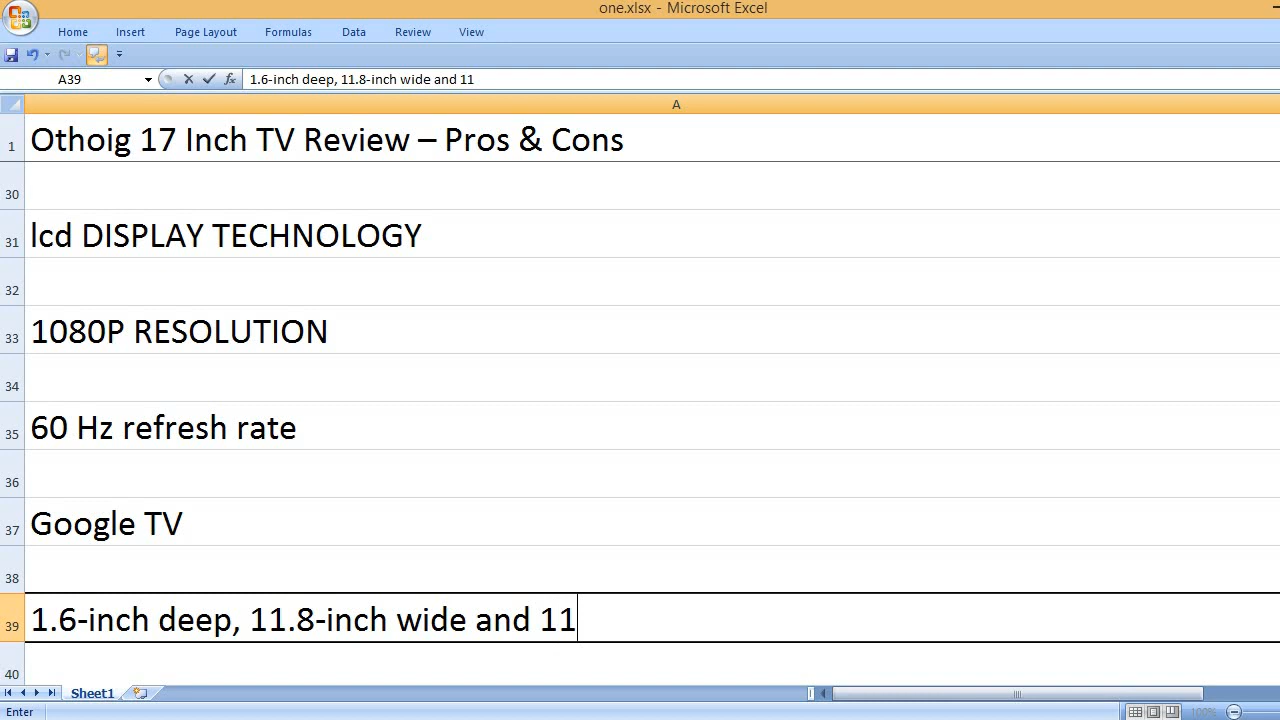 one.xlsx - Microsoft Excel
Home Insert Page Layout Formulas Data Review View
A39 fx 1.6-inch deep, 11.8-inch wide and 11
A
1 Othoig 17 Inch TV Review – Pros & Cons
30
31 lcd DISPLAY TECHNOLOGY
32
33 1080P RESOLUTION
34
35 60 Hz refresh rate
36
37 Google TV
38
39 1.6-inch deep, 11.8-inch wide and 11
40
Sheet1
Enter 100%